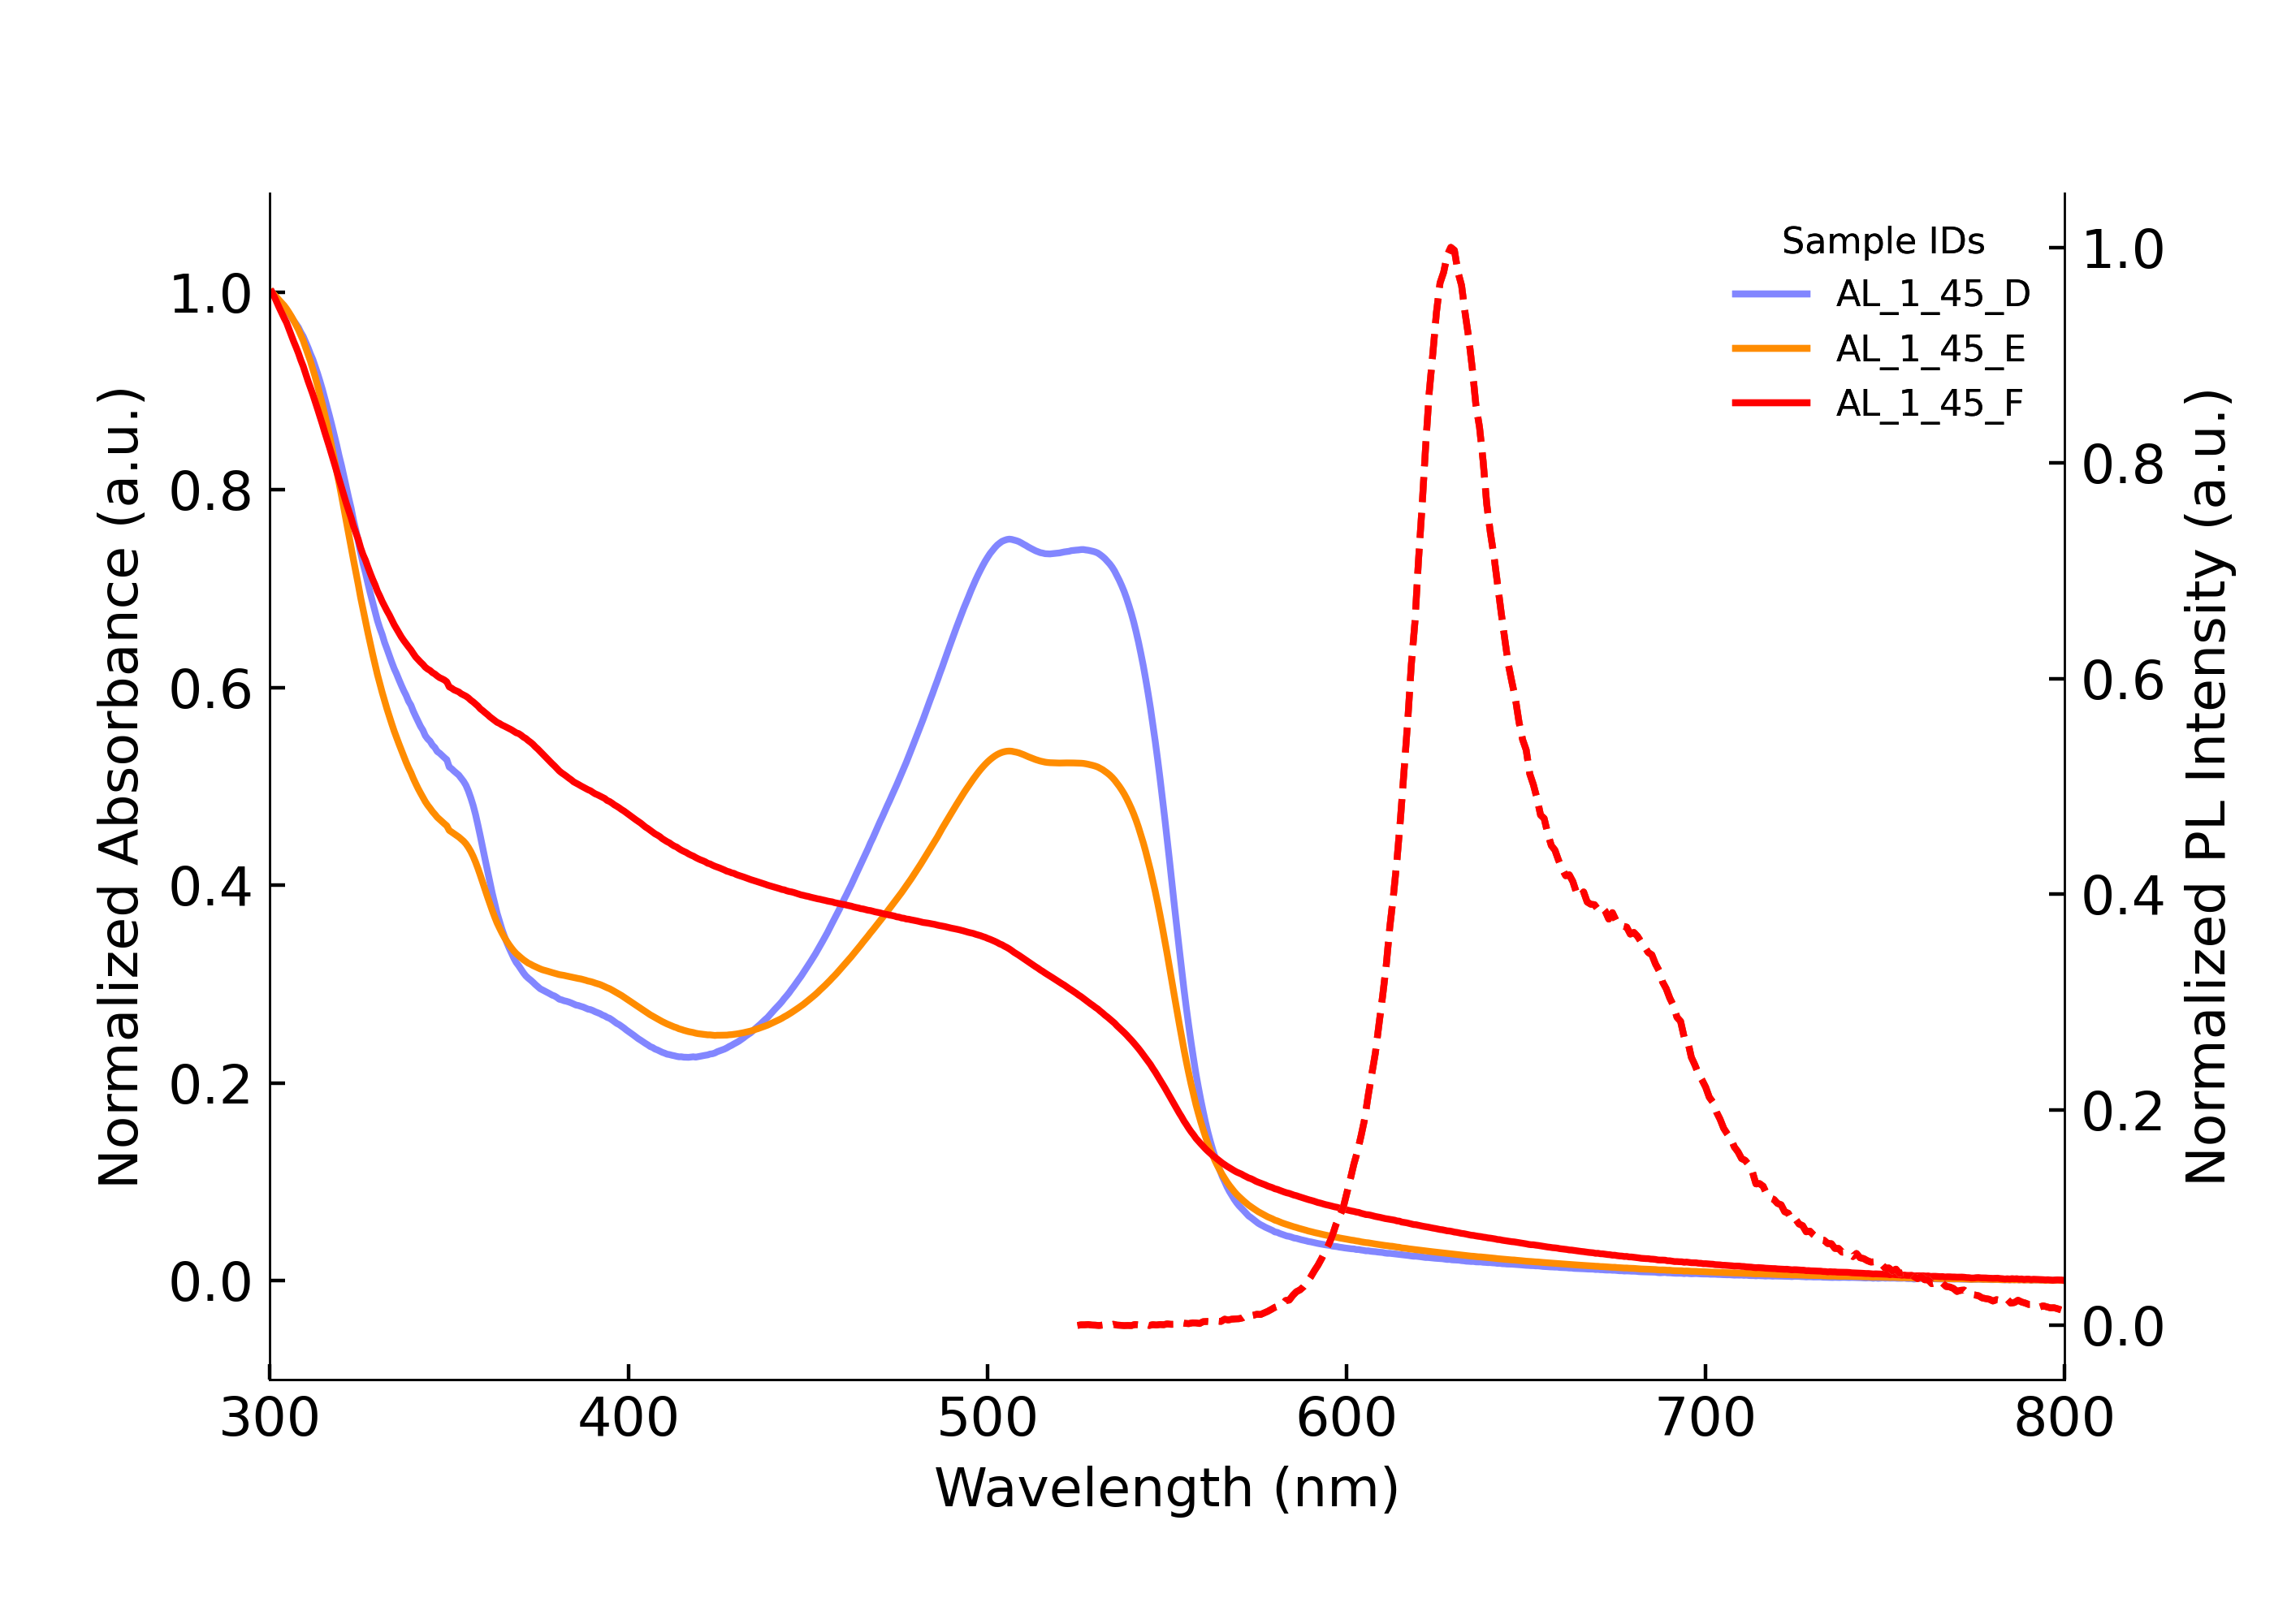 Sample IDs
AL_1_45_D
AL_1_45_E
AL_1_45_F
Normalized Absorbance (a.u.)
1.0
0.8
0.6
0.4
0.2
0.0
Normalized PL Intensity (a.u.)
1.0
0.8
0.6
0.4
0.2
0.0
300 400 500 600 700 800
Wavelength (nm)